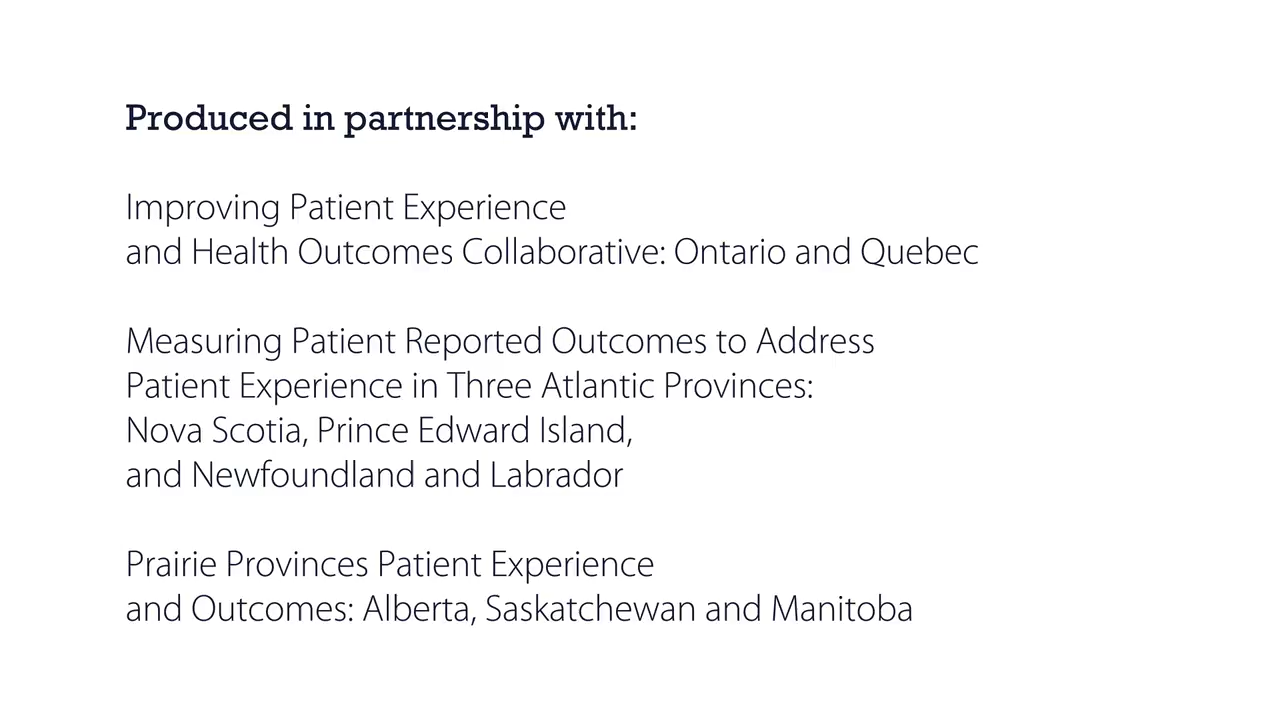 Produced in partnership with:
Improving Patient Experience
and Health Outcomes Collaborative: Ontario and Quebec
Measuring Patient Reported Outcomes to Address
Patient Experience in Three Atlantic Provinces:
Nova Scotia, Prince Edward Island,
and Newfoundland and Labrador
Prairie Provinces Patient Experience
and Outcomes: Alberta, Saskatchewan and Manitoba